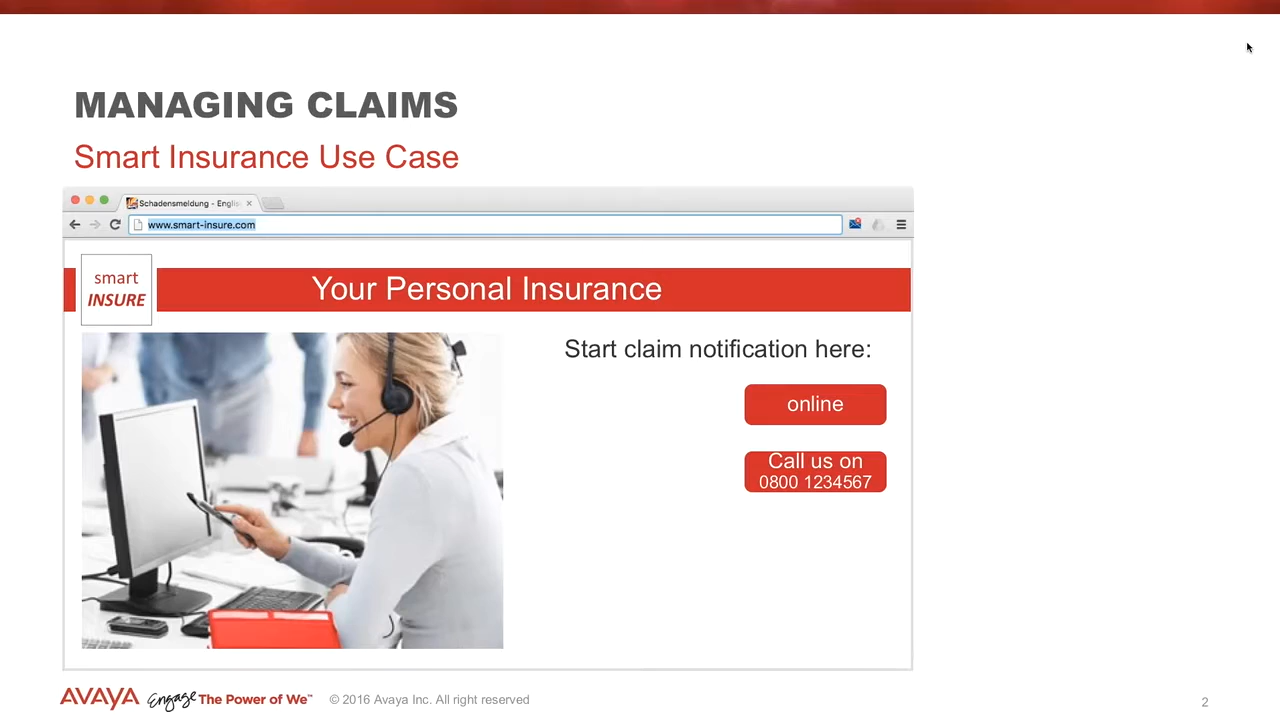 MANAGING CLAIMS
Smart Insurance Use Case
Schadensmeldung - Englis
www.smart-insure.com
smart
INSURE
Your Personal Insurance
Start claim notification here:
online
Call us on
0800 1234567
AVAYA Engage The Power of We™ © 2016 Avaya Inc. All right reserved
2